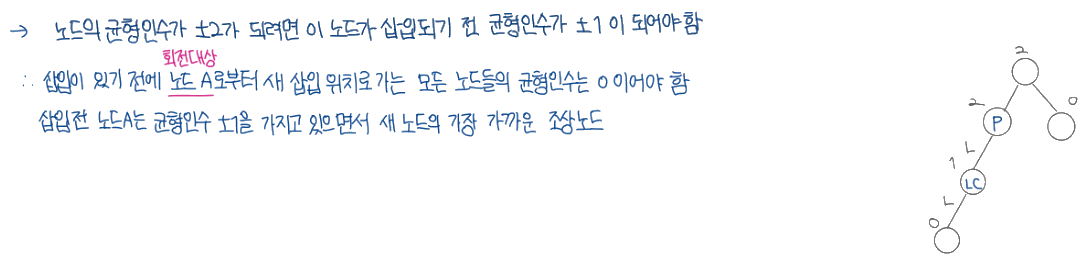 → 노드의 균형인수가 ±2가 되려면 이 노드가 삽입되기 전 균형인수가 ±1 이 되어야 함
회전대상
∴ 삽입이 있기 전에 노드 A로부터 새 삽입 위치로 가는 모든 노드들의 균형인수는 0 이어야 함
삽입전 노드A는 균형인수 ±1을 가지고 있으면서 새 노드의 가장 가까운 조상노드
2
2
0
P
L
1
LC
L
0